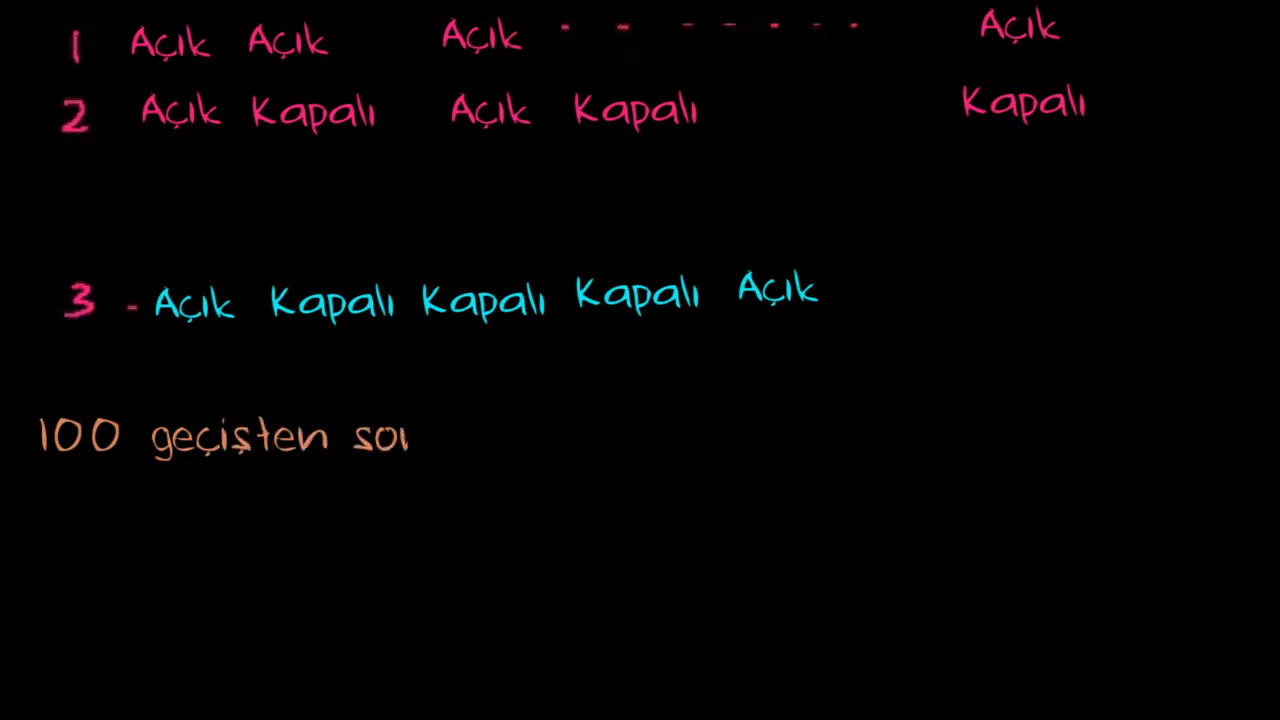 1 Açık Açık Açık - - - - - - - Açık
2 Açık Kapalı Açık Kapalı Kapalı
3 - Açık Kapalı Kapalı Kapalı Açık
100 geçişten